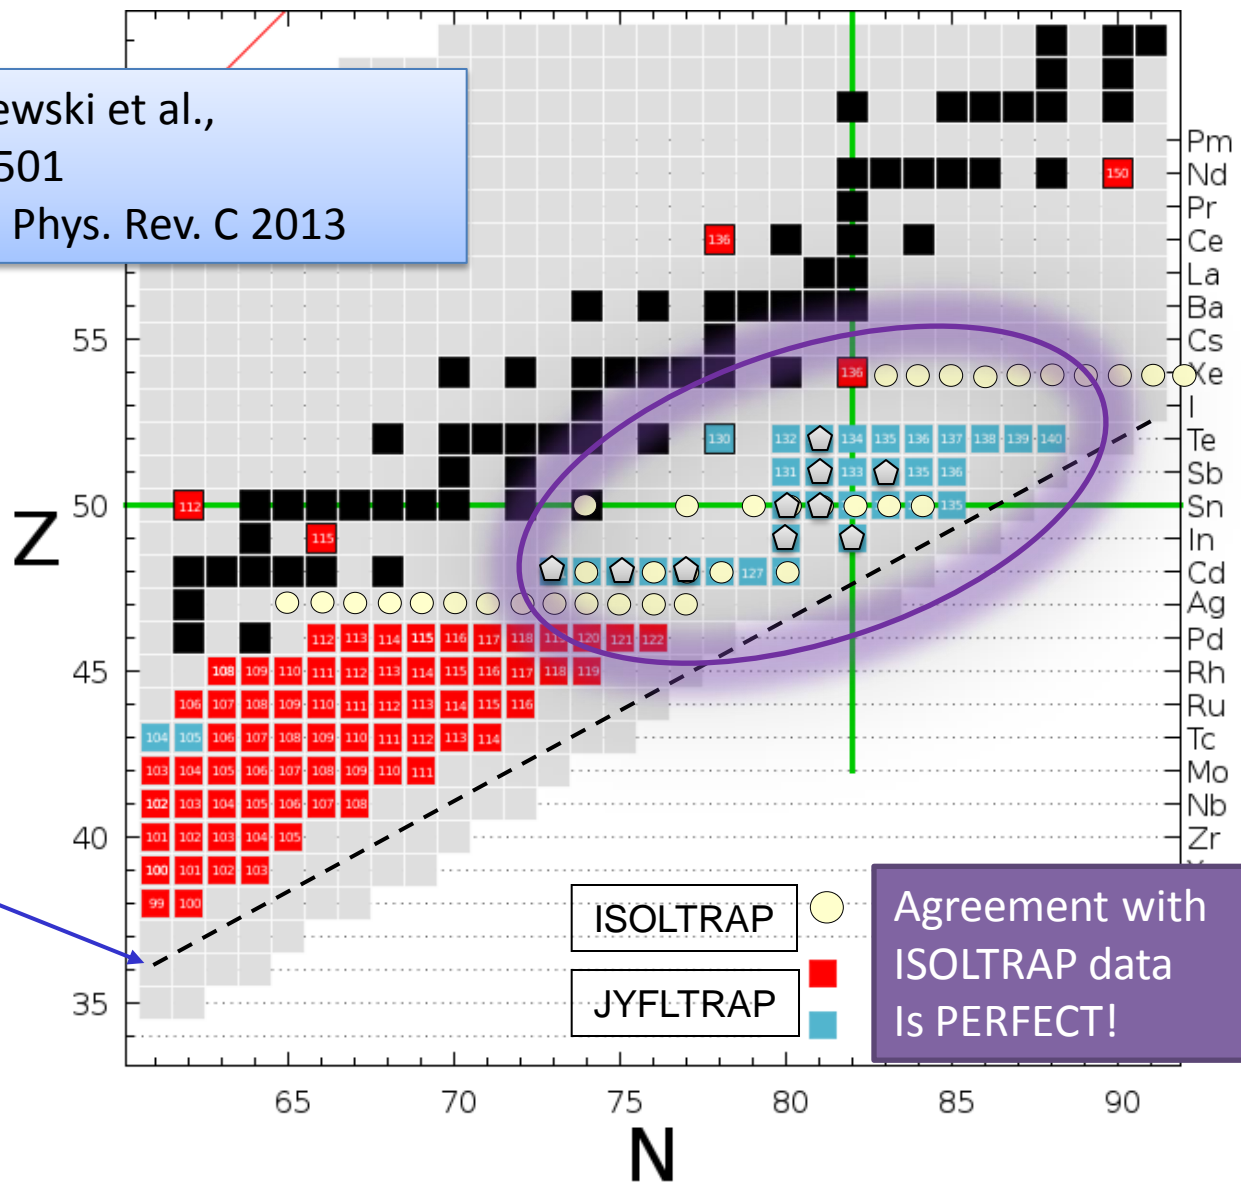 ewski et al.,
501
Phys. Rev. C 2013
Pm
150 Nd
Pr
136 Ce
La
Ba
55 Cs
136 Xe
I
130 132 134 135 136 137 138 139 140 Te
131 133 135 136 Sb
112 50 135 Sn
Z
115 In
127 Cd
Ag
112 113 114 115 116 117 118 119 120 121 122 Pd
45 108 109 110 111 112 113 114 115 116 117 118 119 Rh
106 107 108 109 110 111 112 113 114 115 116 Ru
104 105 106 107 108 109 110 111 112 113 114 Tc
103 104 105 106 107 108 109 110 111 Mo
102 103 104 105 106 107 108 Nb
40 101 102 103 104 105 Zr
100 101 102 103
99 100
ISOLTRAP
JYFLTRAP
Agreement with
ISOLTRAP data
Is PERFECT!
35
65 70 75 80 85 90
N